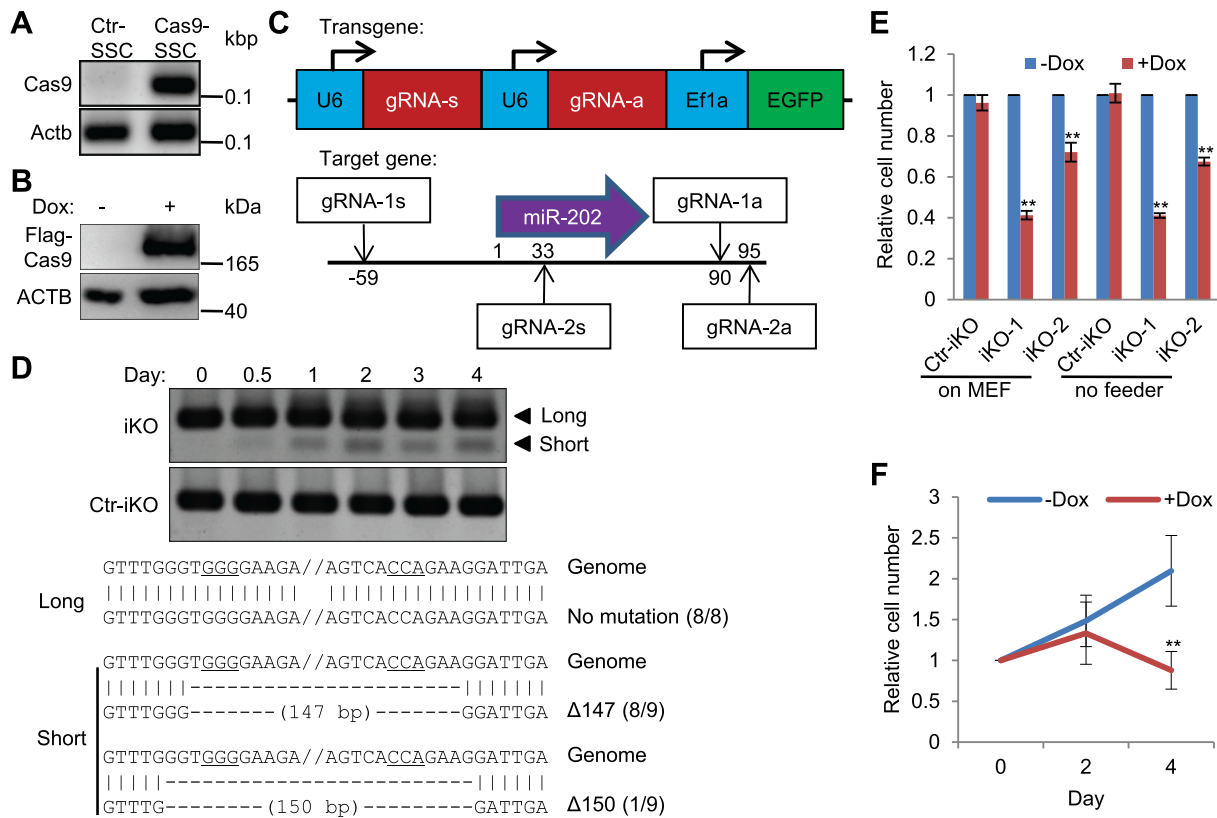 A
Ctr-
SSC
Cas9-
SSC
kbp
Cas9
0.1
Actb
0.1
B
Dox:
-
+
kDa
Flag-
Cas9
165
ACTB
40
C
Transgene:
U6
gRNA-s
U6
gRNA-a
Ef1a
EGFP
Target gene:
gRNA-1s
miR-202
gRNA-1a
1
33
95
-59
90
gRNA-2s
gRNA-2a
D
Day:
0
0.5
1
2
3
4
iKO
Long
Short
Ctr-iKO
Long
GTTTGGGTGGGGAAGA//AGTCACCAGAAGGATTGA
Genome
GTTTGGGTGGGGAAGA//AGTCACCAGAAGGATTGA
No mutation (8/8)
Short
GTTTGGGTGGGGAAGA//AGTCACCAGAAGGATTGA
Genome
GTTTGGG-------(147 bp)-------GGATTGA
Δ147 (8/9)
GTTTGGGTGGGGAAGA//AGTCACCAGAAGGATTGA
Genome
GTTTG--------(150 bp)---------GATTGA
Δ150 (1/9)
E
-Dox
+Dox
Relative cell number
1.2
1
0.8
0.6
0.4
0.2
0
**
**
**
**
Ctr-iKO
iKO-1
iKO-2
Ctr-iKO
iKO-1
iKO-2
on MEF
no feeder
F
-Dox
+Dox
Relative cell number
3
2.5
2
1.5
1
0.5
0
**
0
2
4
Day